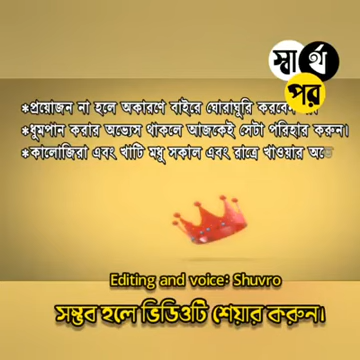 স্বার্থ
পর
*প্রয়োজন না হলে অকারণে বাইরে ঘোরাঘুরি করবেন
*ধুমপান করার অভ্যেস থাকলে আজকেই সেটা পরিহার করুন।
*কালোজিরা এবং খাটি মধু সকাল এবং রাত্রে খাওয়ার
Editing and voice: Shuvro
সম্ভব হলে ভিডিওটি শেয়ার করুন।